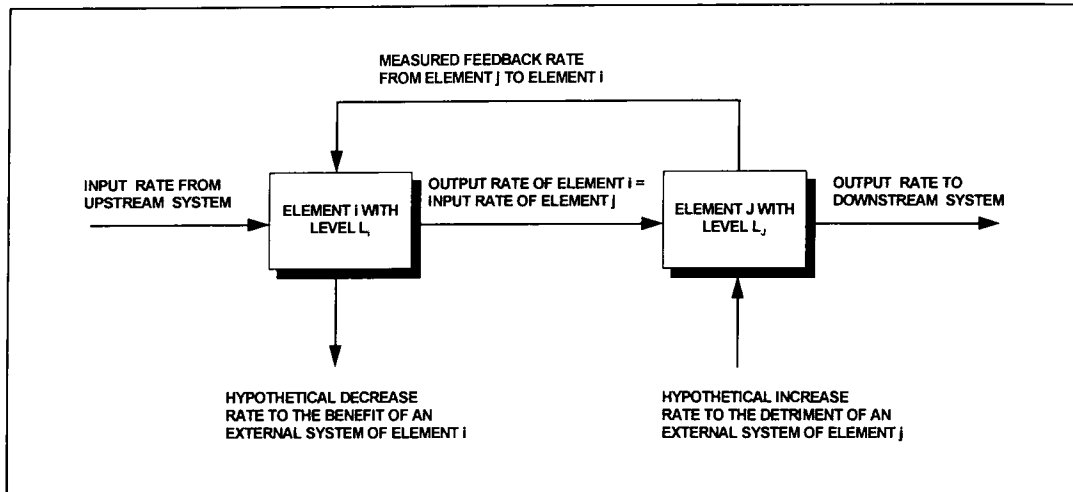 MEASURED FEEDBACK RATE
FROM ELEMENT j TO ELEMENT i
INPUT RATE FROM
UPSTREAM SYSTEM
ELEMENT i WITH
LEVEL Li
OUTPUT RATE OF ELEMENT i =
INPUT RATE OF ELEMENT j
ELEMENT J WITH
LEVEL LJ
OUTPUT RATE TO
DOWNSTREAM SYSTEM
HYPOTHETICAL DECREASE
RATE TO THE BENEFIT OF AN
EXTERNAL SYSTEM OF ELEMENT i
HYPOTHETICAL INCREASE
RATE TO THE DETRIMENT OF AN
EXTERNAL SYSTEM OF ELEMENT j